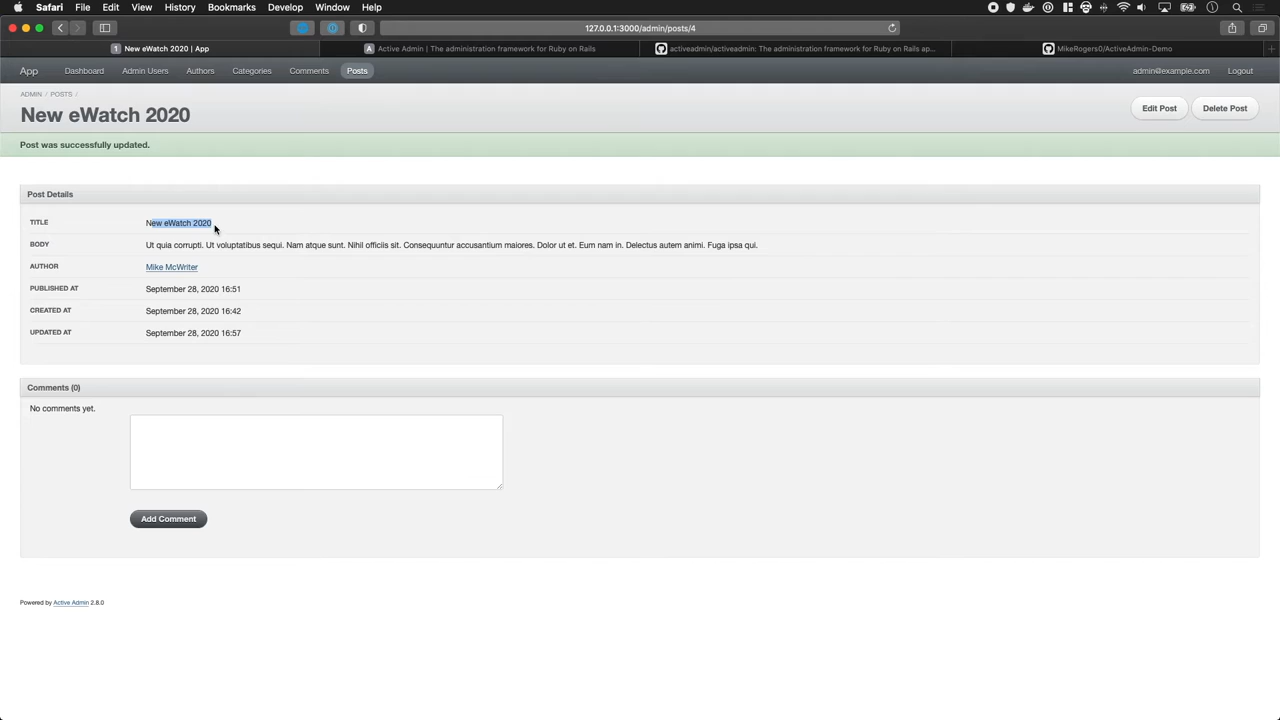 Safari File Edit View History Bookmarks Develop Window Help
127.0.0.1:3000/admin/posts/4
1 New eWatch 2020 | App
A Active Admin | The administration framework for Ruby on Rails
activeadmin/activeadmin: The administration framework for Ruby on Rails ap...
MikeRogers0/ActiveAdmin-Demo
App Dashboard Admin Users Authors Categories Comments Posts admin@example.com Logout
ADMIN / POSTS /
New eWatch 2020
Edit Post Delete Post
Post was successfully updated.
Post Details
TITLE New eWatch 2020
BODY Ut quia corrupti. Ut voluptatibus sequi. Nam atque sunt. Nihil officiis sit. Consequuntur accusantium maiores. Dolor ut et. Eum nam in. Delectus autem animi. Fuga ipsa qui.
AUTHOR Mike McWriter
PUBLISHED AT September 28, 2020 16:51
CREATED AT September 28, 2020 16:42
UPDATED AT September 28, 2020 16:57
Comments (0)
No comments yet.
Add Comment
Powered by Active Admin 2.8.0